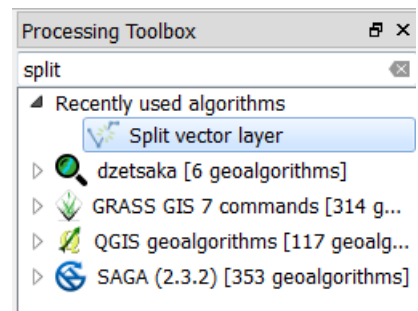 Processing Toolbox
split
Recently used algorithms
Split vector layer
dzetsaka [6 geoalgorithms]
GRASS GIS 7 commands [314 g...
QGIS geoalgorithms [117 geoalg...
SAGA (2.3.2) [353 geoalgorithms]